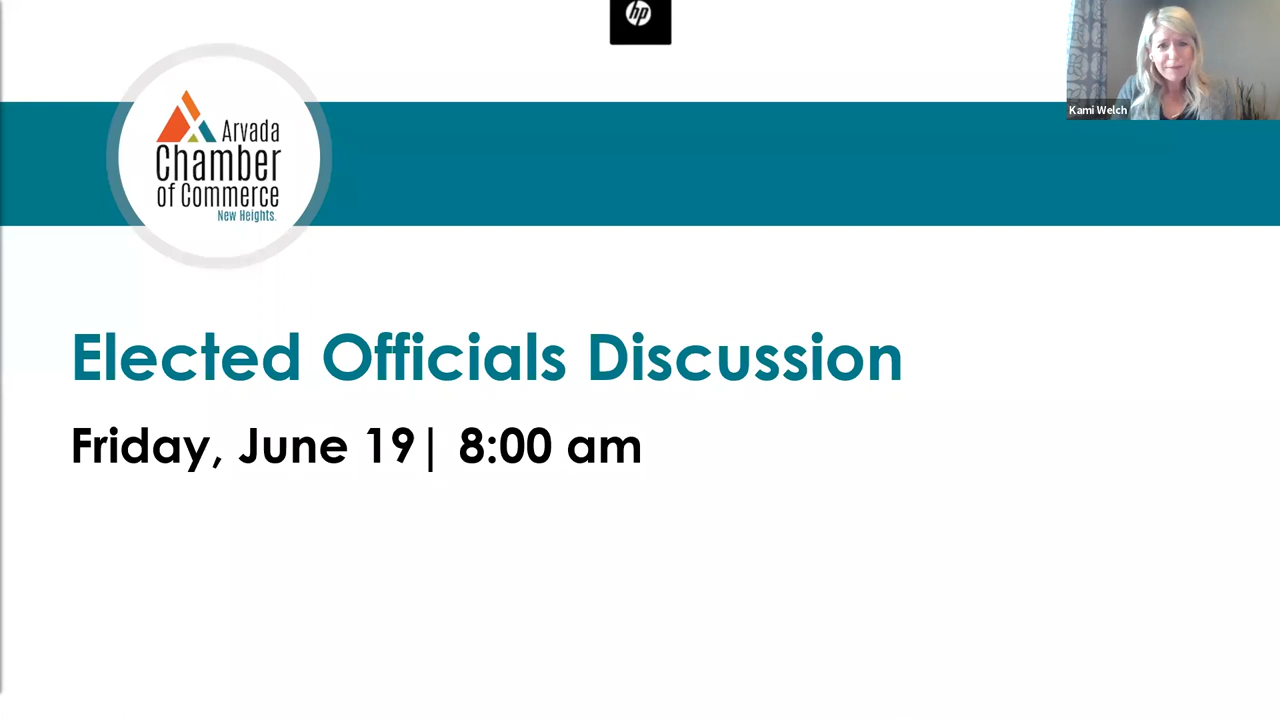 hp
Kami Welch
Arvada
Chamber
of Commerce
New Heights.
Elected Officials Discussion
Friday, June 19| 8:00 am